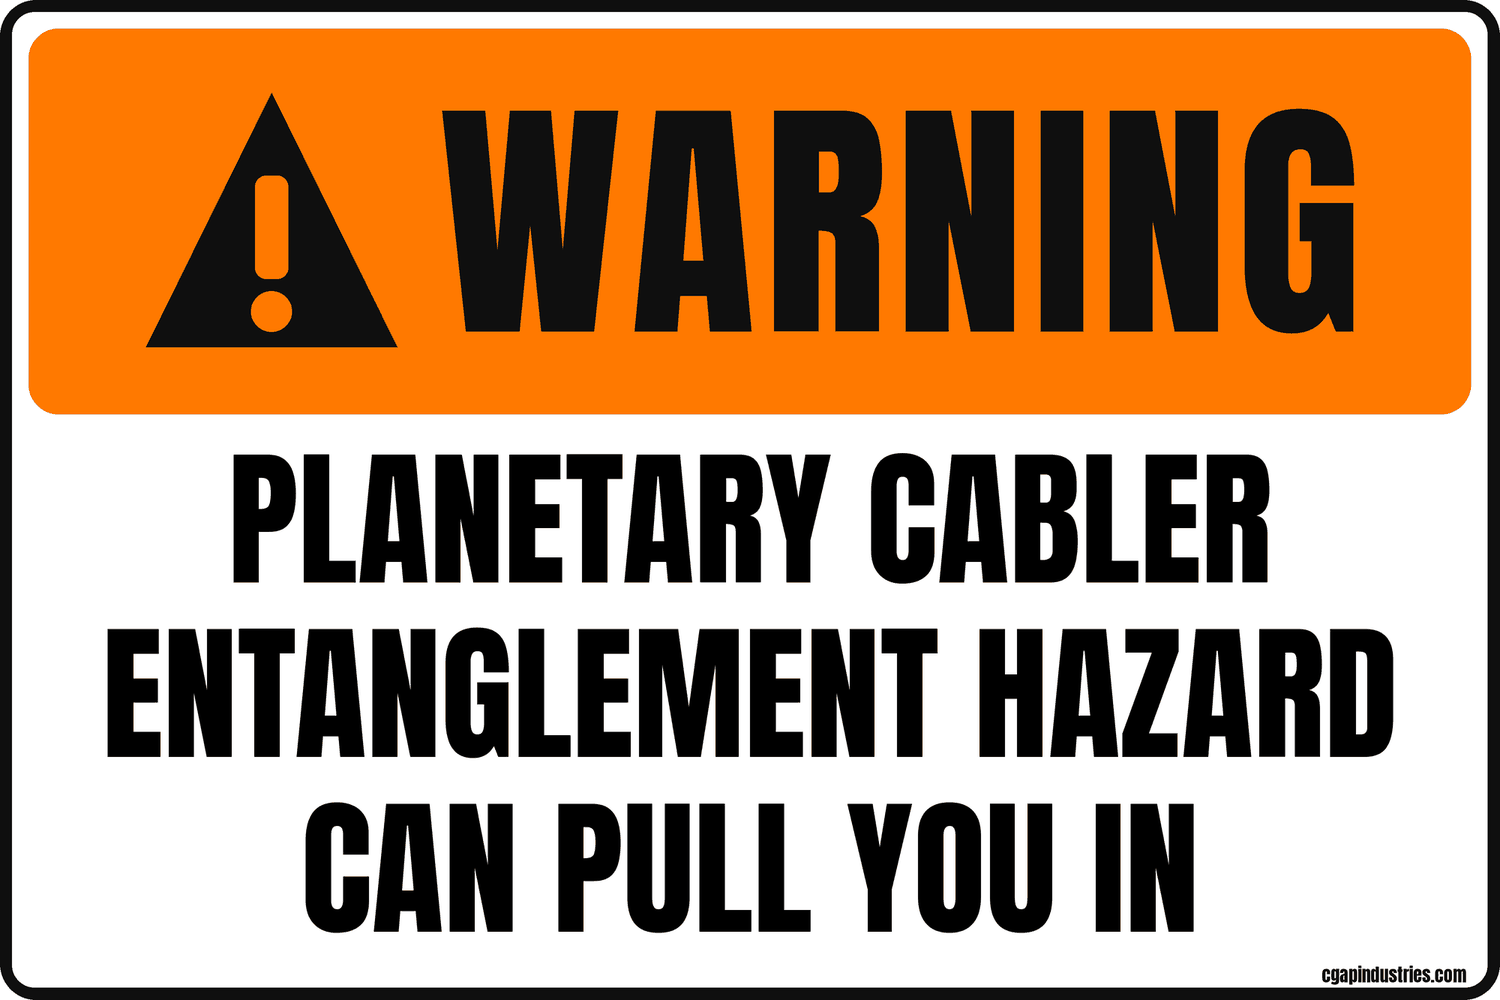 WARNING
PLANETARY CABLER
ENTANGLEMENT HAZARD
CAN PULL YOU IN
cgapindustries.com